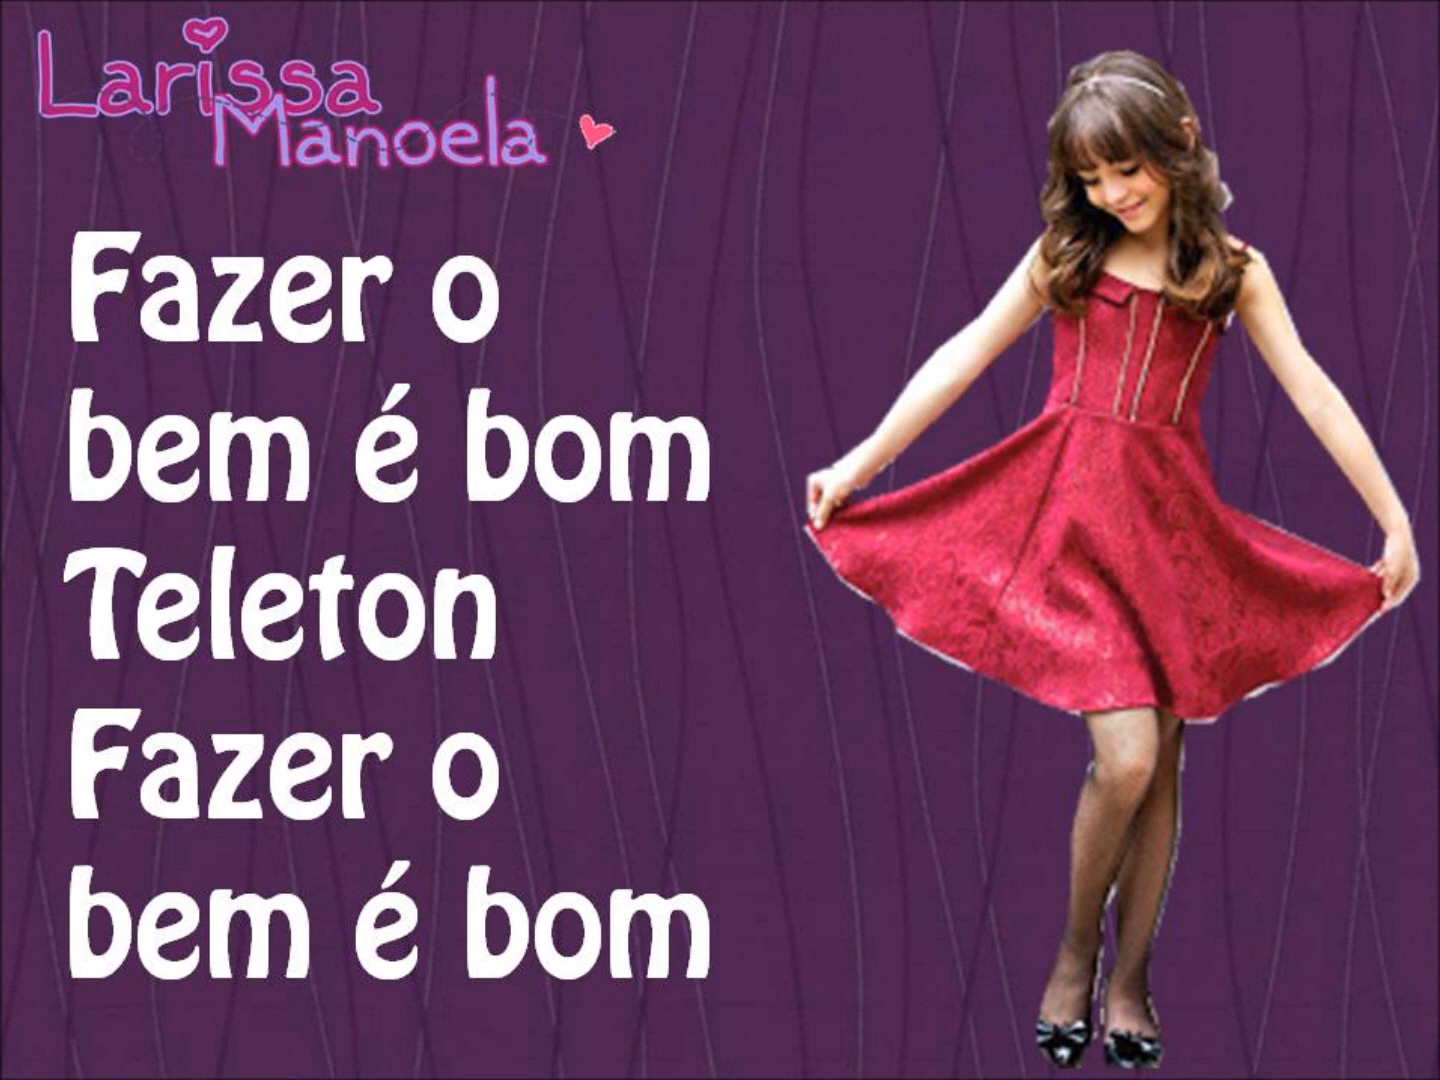 Larissa
Manoela
Fazer o
bem é bom
Teleton
Fazer o
bem é bom